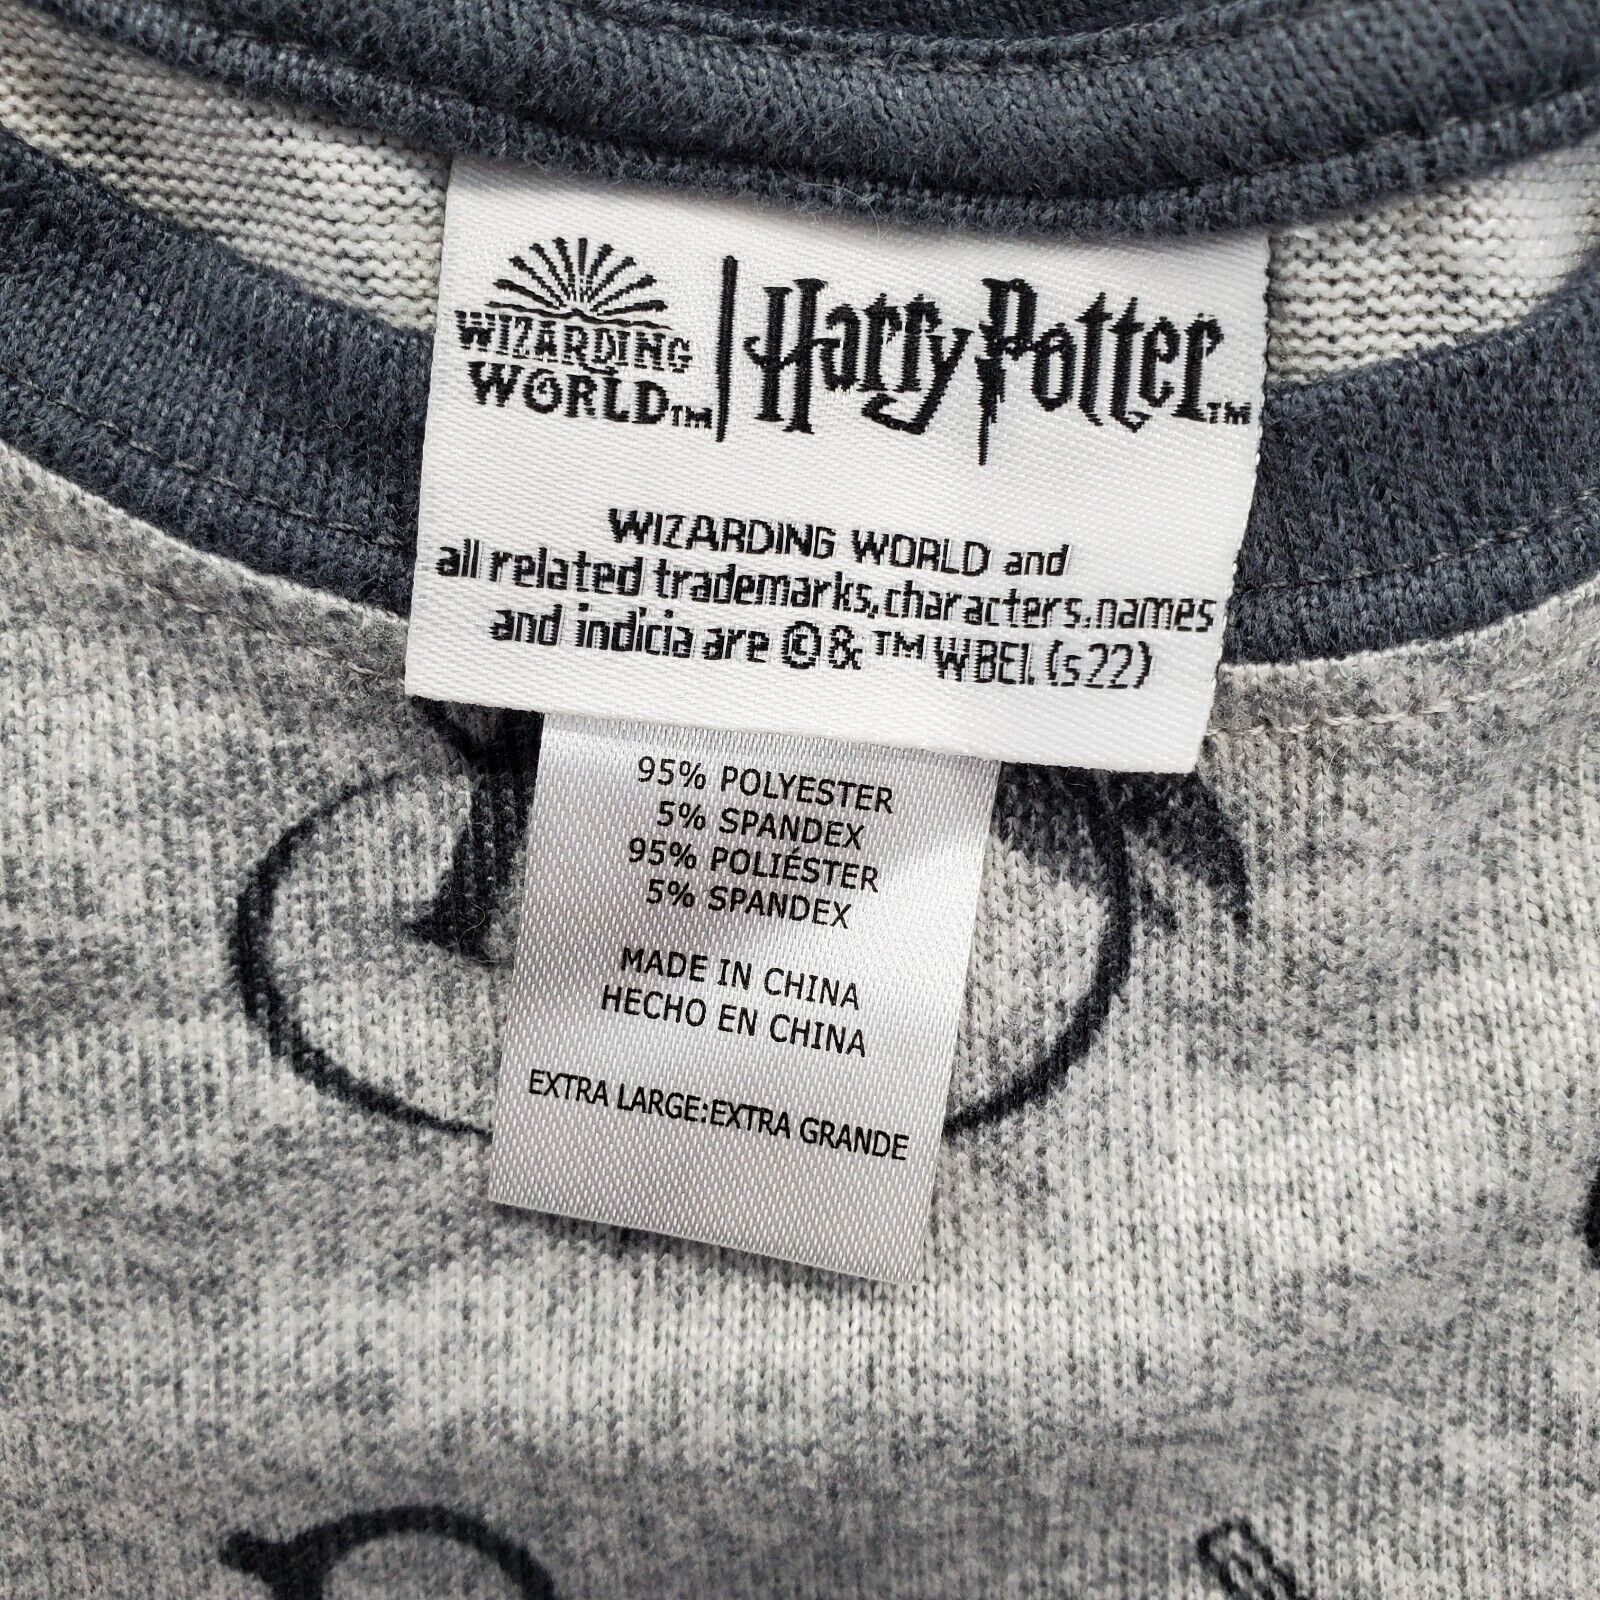 WIZARDING
WORLD™
Harry Potter™
WIZARDING WORLD and
all related trademarks, characters, names
and indicia are © & ™ WBEI. (s22)
95% POLYESTER
5% SPANDEX
95% POLIÉSTER
5% SPANDEX
MADE IN CHINA
HECHO EN CHINA
EXTRA LARGE:EXTRA GRANDE